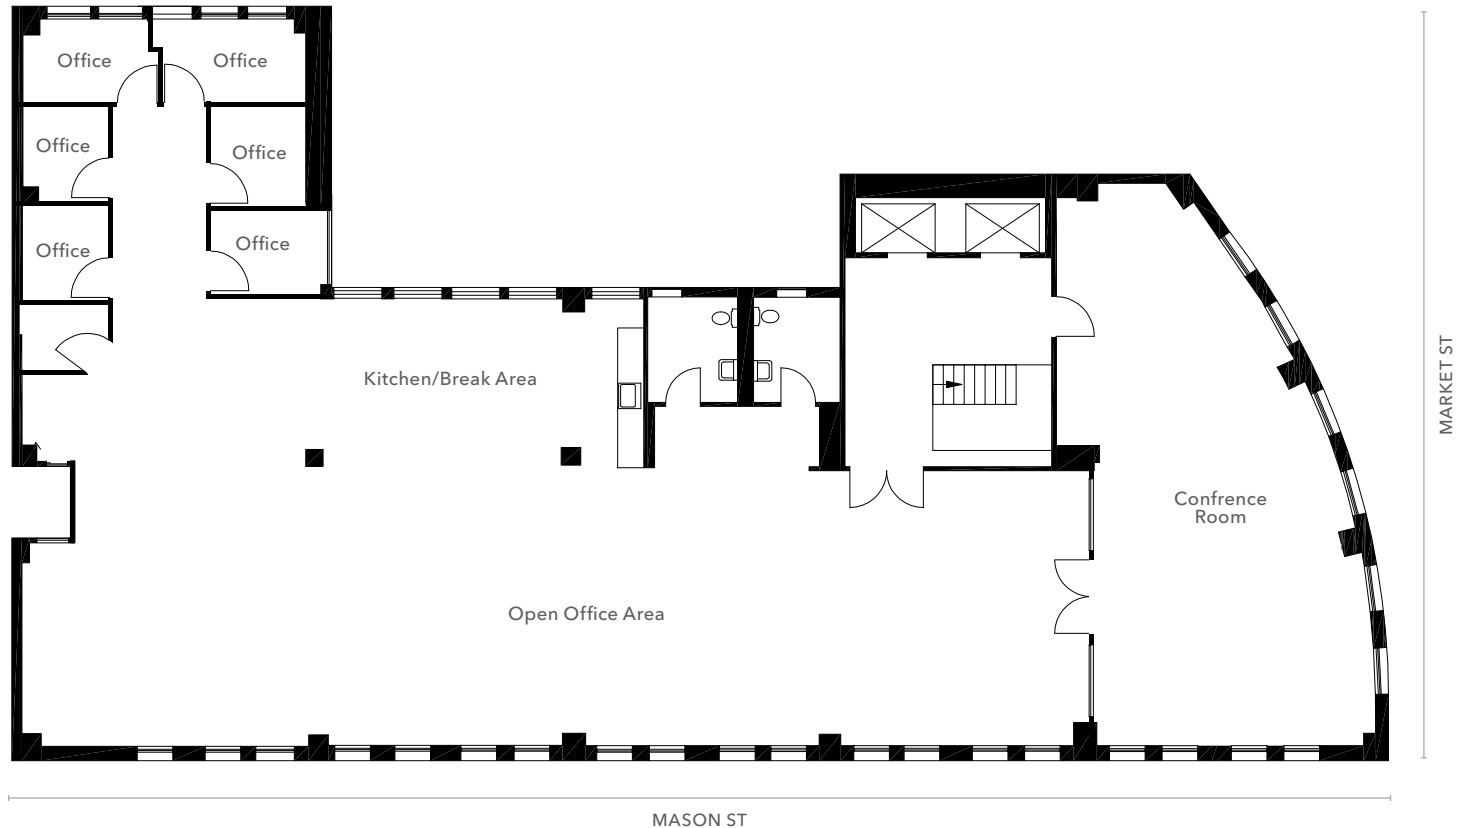 Office
Office
Office
Office
Office
Office
Kitchen/Break Area
Confrence
Room
Open Office Area
MARKET ST
MASON ST